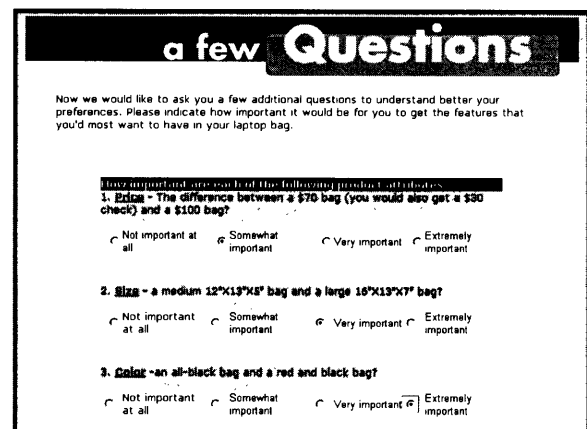 a few Questions
Now we would like to ask you a few additional questions to understand better your
preferences. Please indicate how important it would be for you to get the features that
you'd most want to have in your laptop bag.
How important are each of the following product attributes
1. Price - The difference between a $70 bag (you would also get a $30
check) and a $100 bag?
Not important at all
Somewhat important
Very important
Extremely important
2. Size - a medium 12"X13"X5" bag and a large 16"X13"X7" bag?
Not important at all
Somewhat important
Very important
Extremely important
3. Color -an all-black bag and a red and black bag?
Not important at all
Somewhat important
Very important
Extremely important